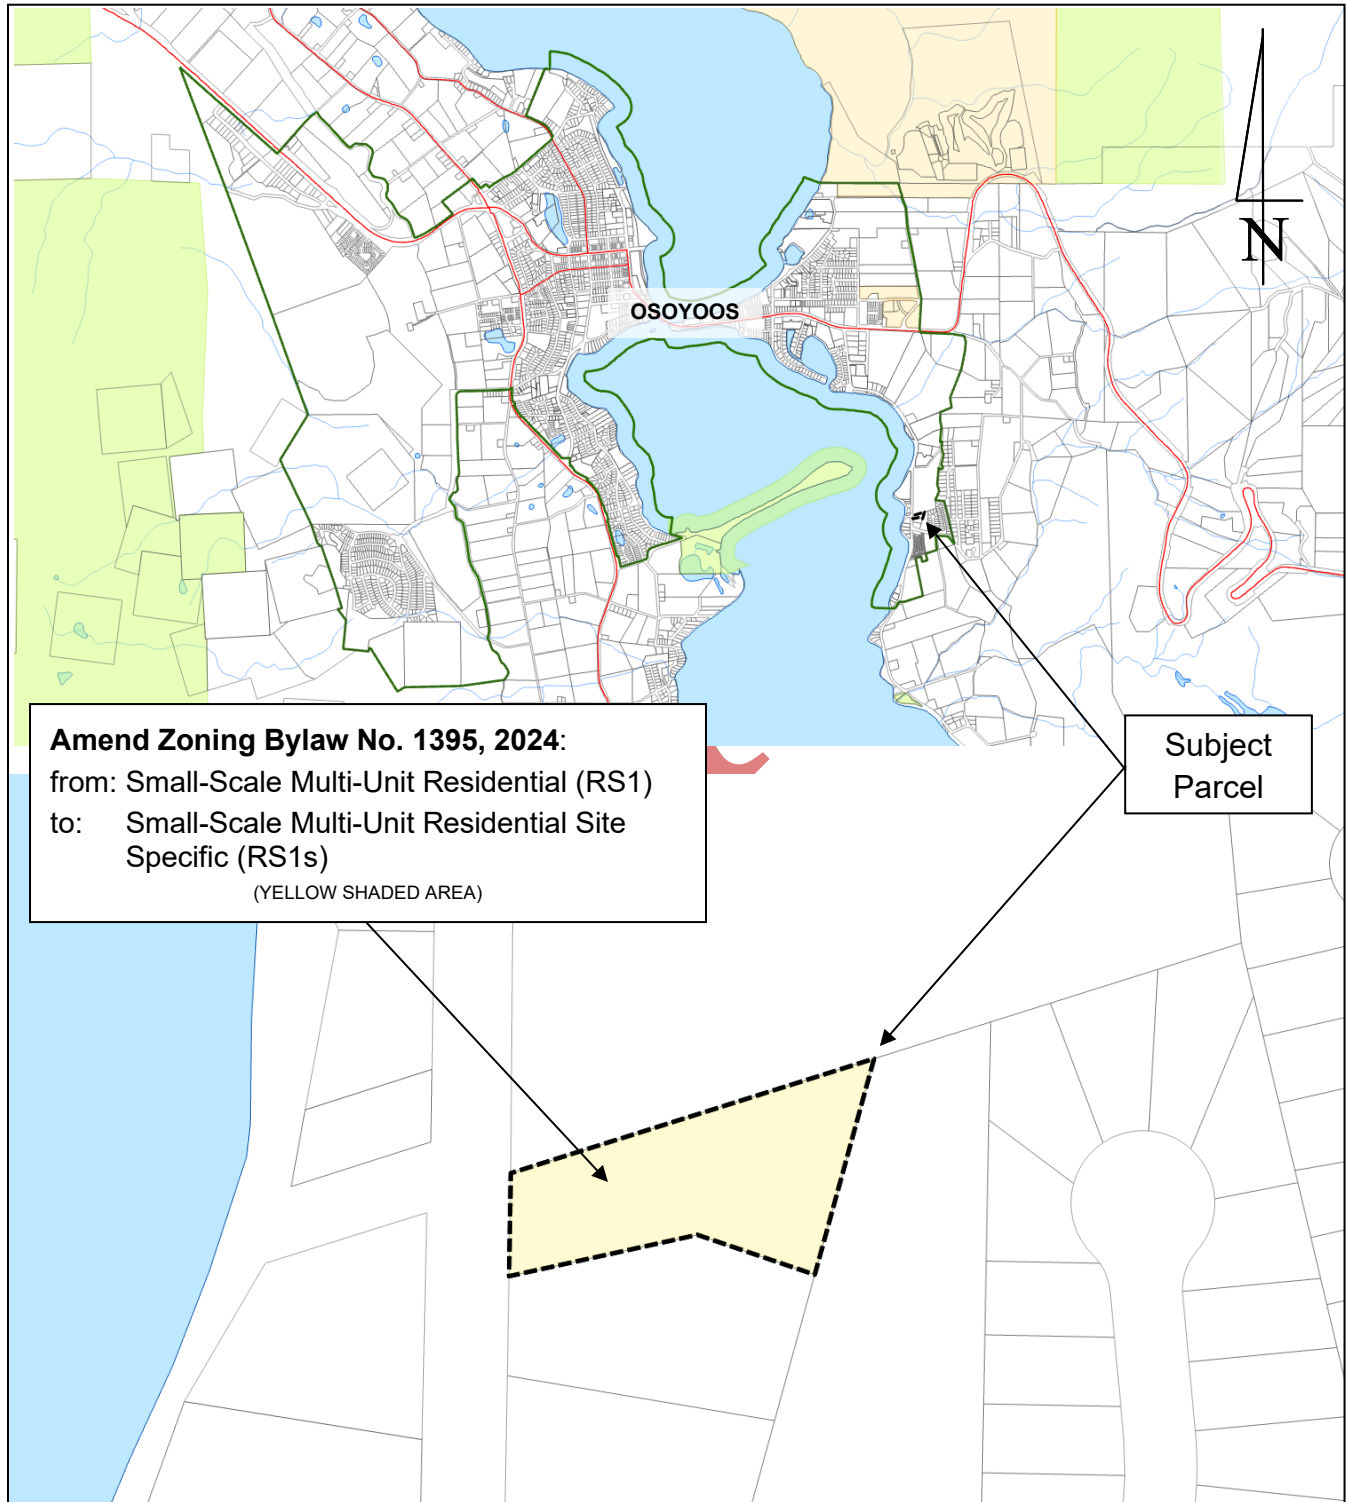 N
OSOYOOS
Amend Zoning Bylaw No. 1395, 2024:
from: Small-Scale Multi-Unit Residential (RS1)
to: Small-Scale Multi-Unit Residential Site
Specific (RS1s)
(YELLOW SHADED AREA)
Subject
Parcel